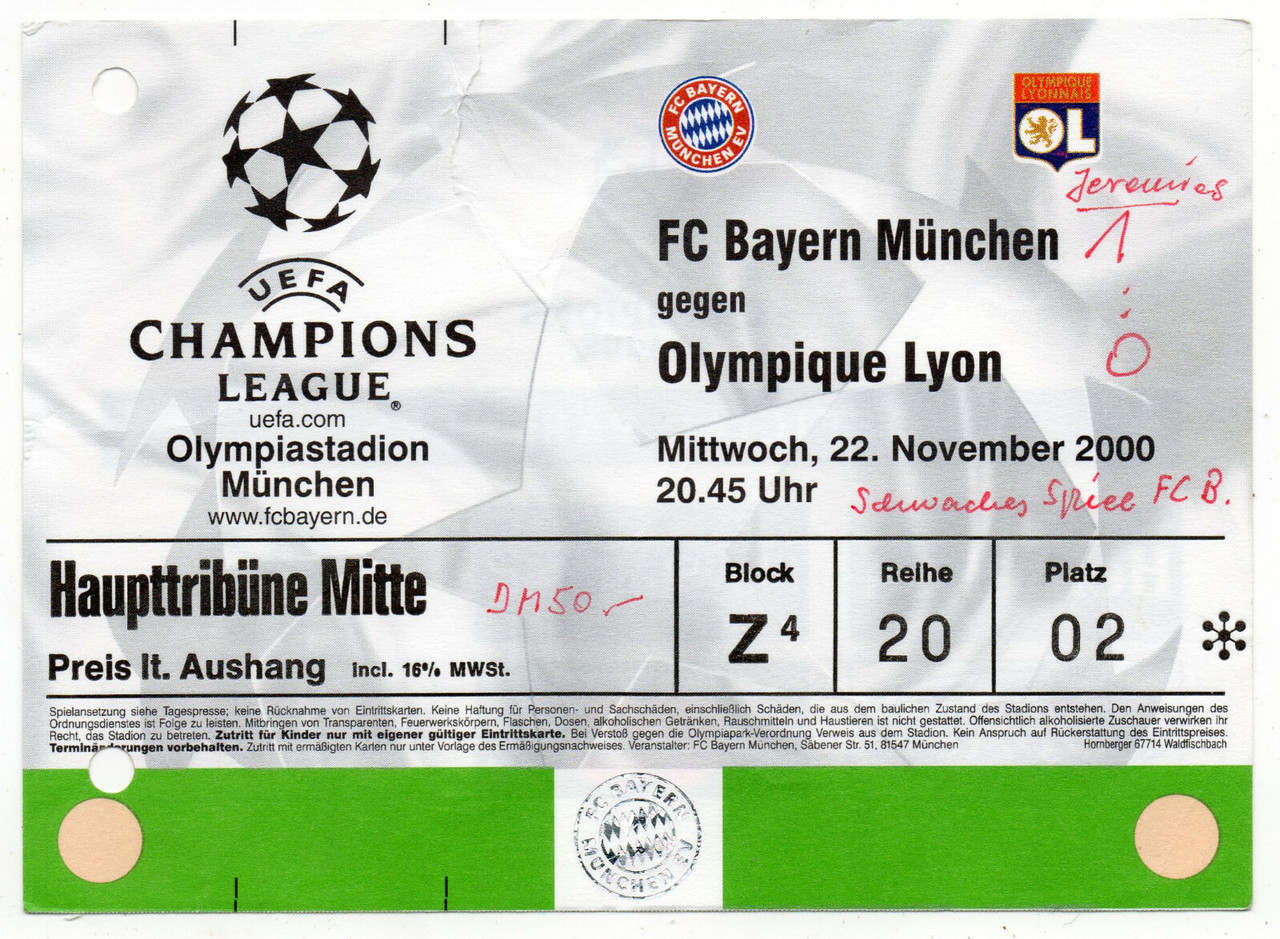 UEFA
CHAMPIONS
LEAGUE®
uefa.com
Olympiastadion
München
www.fcbayern.de
FC BAYERN
MÜNCHEN EV
OLYMPIQUE
LYONNAIS
OL
Jeremies
FC Bayern München 1
gegen :
Olympique Lyon 0
Mittwoch, 22. November 2000
20.45 Uhr Schwaches Spiel FC B.
Haupttribüne Mitte DM 50,-
Preis lt. Aushang incl. 16% MWSt.
Block Reihe Platz
Z4 20 02
Spielansetzung siehe Tagespresse; keine Rücknahme von Eintrittskarten. Keine Haftung für Personen- und Sachschäden, einschließlich Schäden, die aus dem baulichen Zustand des Stadions entstehen. Den Anweisungen des
Ordnungsdienstes ist Folge zu leisten. Mitbringen von Transparenten, Feuerwerkskörpern, Flaschen, Dosen, alkoholischen Getränken, Rauschmitteln und Haustieren ist nicht gestattet. Offensichtlich alkoholisierte Zuschauer verwirken ihr
Recht, das Stadion zu betreten. Zutritt für Kinder nur mit eigener gültiger Eintrittskarte. Bei Verstoß gegen die Olympiapark-Verordnung Verweis aus dem Stadion. Kein Anspruch auf Rückerstattung des Eintrittspreises.
Terminänderungen vorbehalten. Zutritt mit ermäßigten Karten nur unter Vorlage des Ermäßigungsnachweises. Veranstalter: FC Bayern München, Säbener Str. 51, 81547 München Hornberger 67714 Waldfischbach
FC BAYERN
MÜNCHEN EV